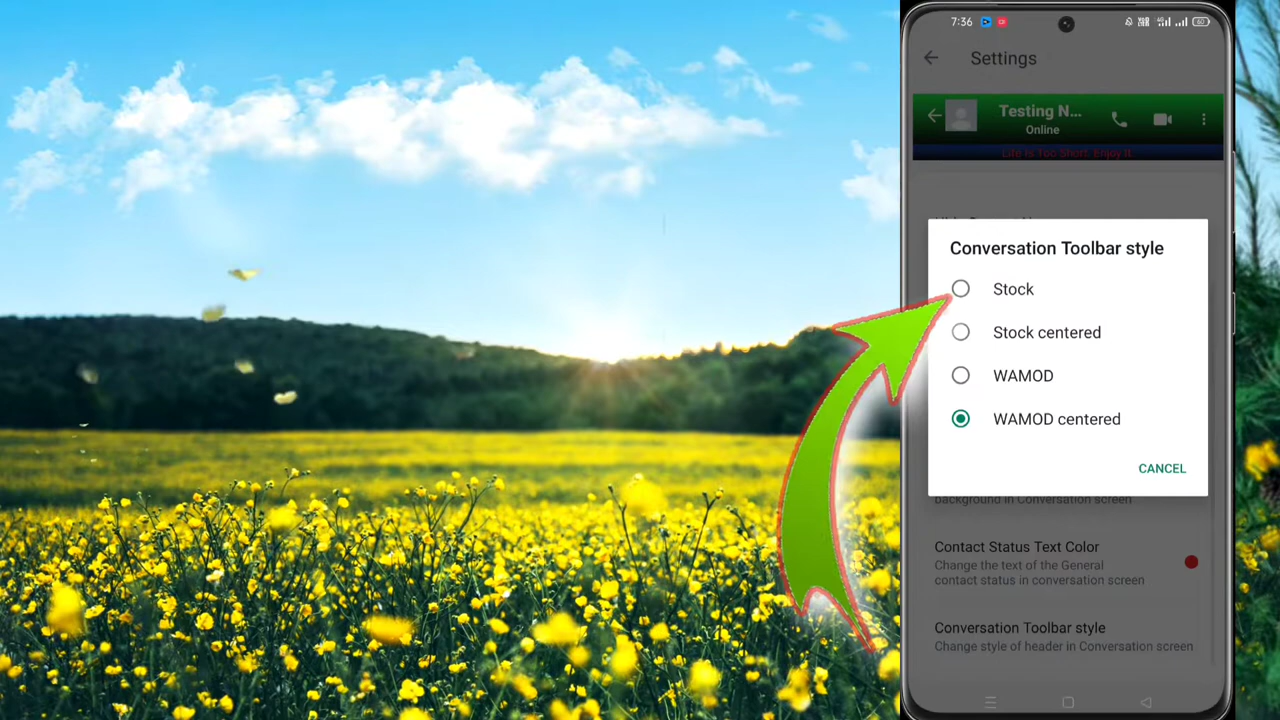 7:36
60
Settings
Testing N...
Online
Life Is Too Short. Enjoy It.
Conversation Toolbar style
Stock
Stock centered
WAMOD
WAMOD centered
CANCEL
background in Conversation screen
Contact Status Text Color
Change the text of the General
contact status in conversation screen
Conversation Toolbar style
Change style of header in Conversation screen